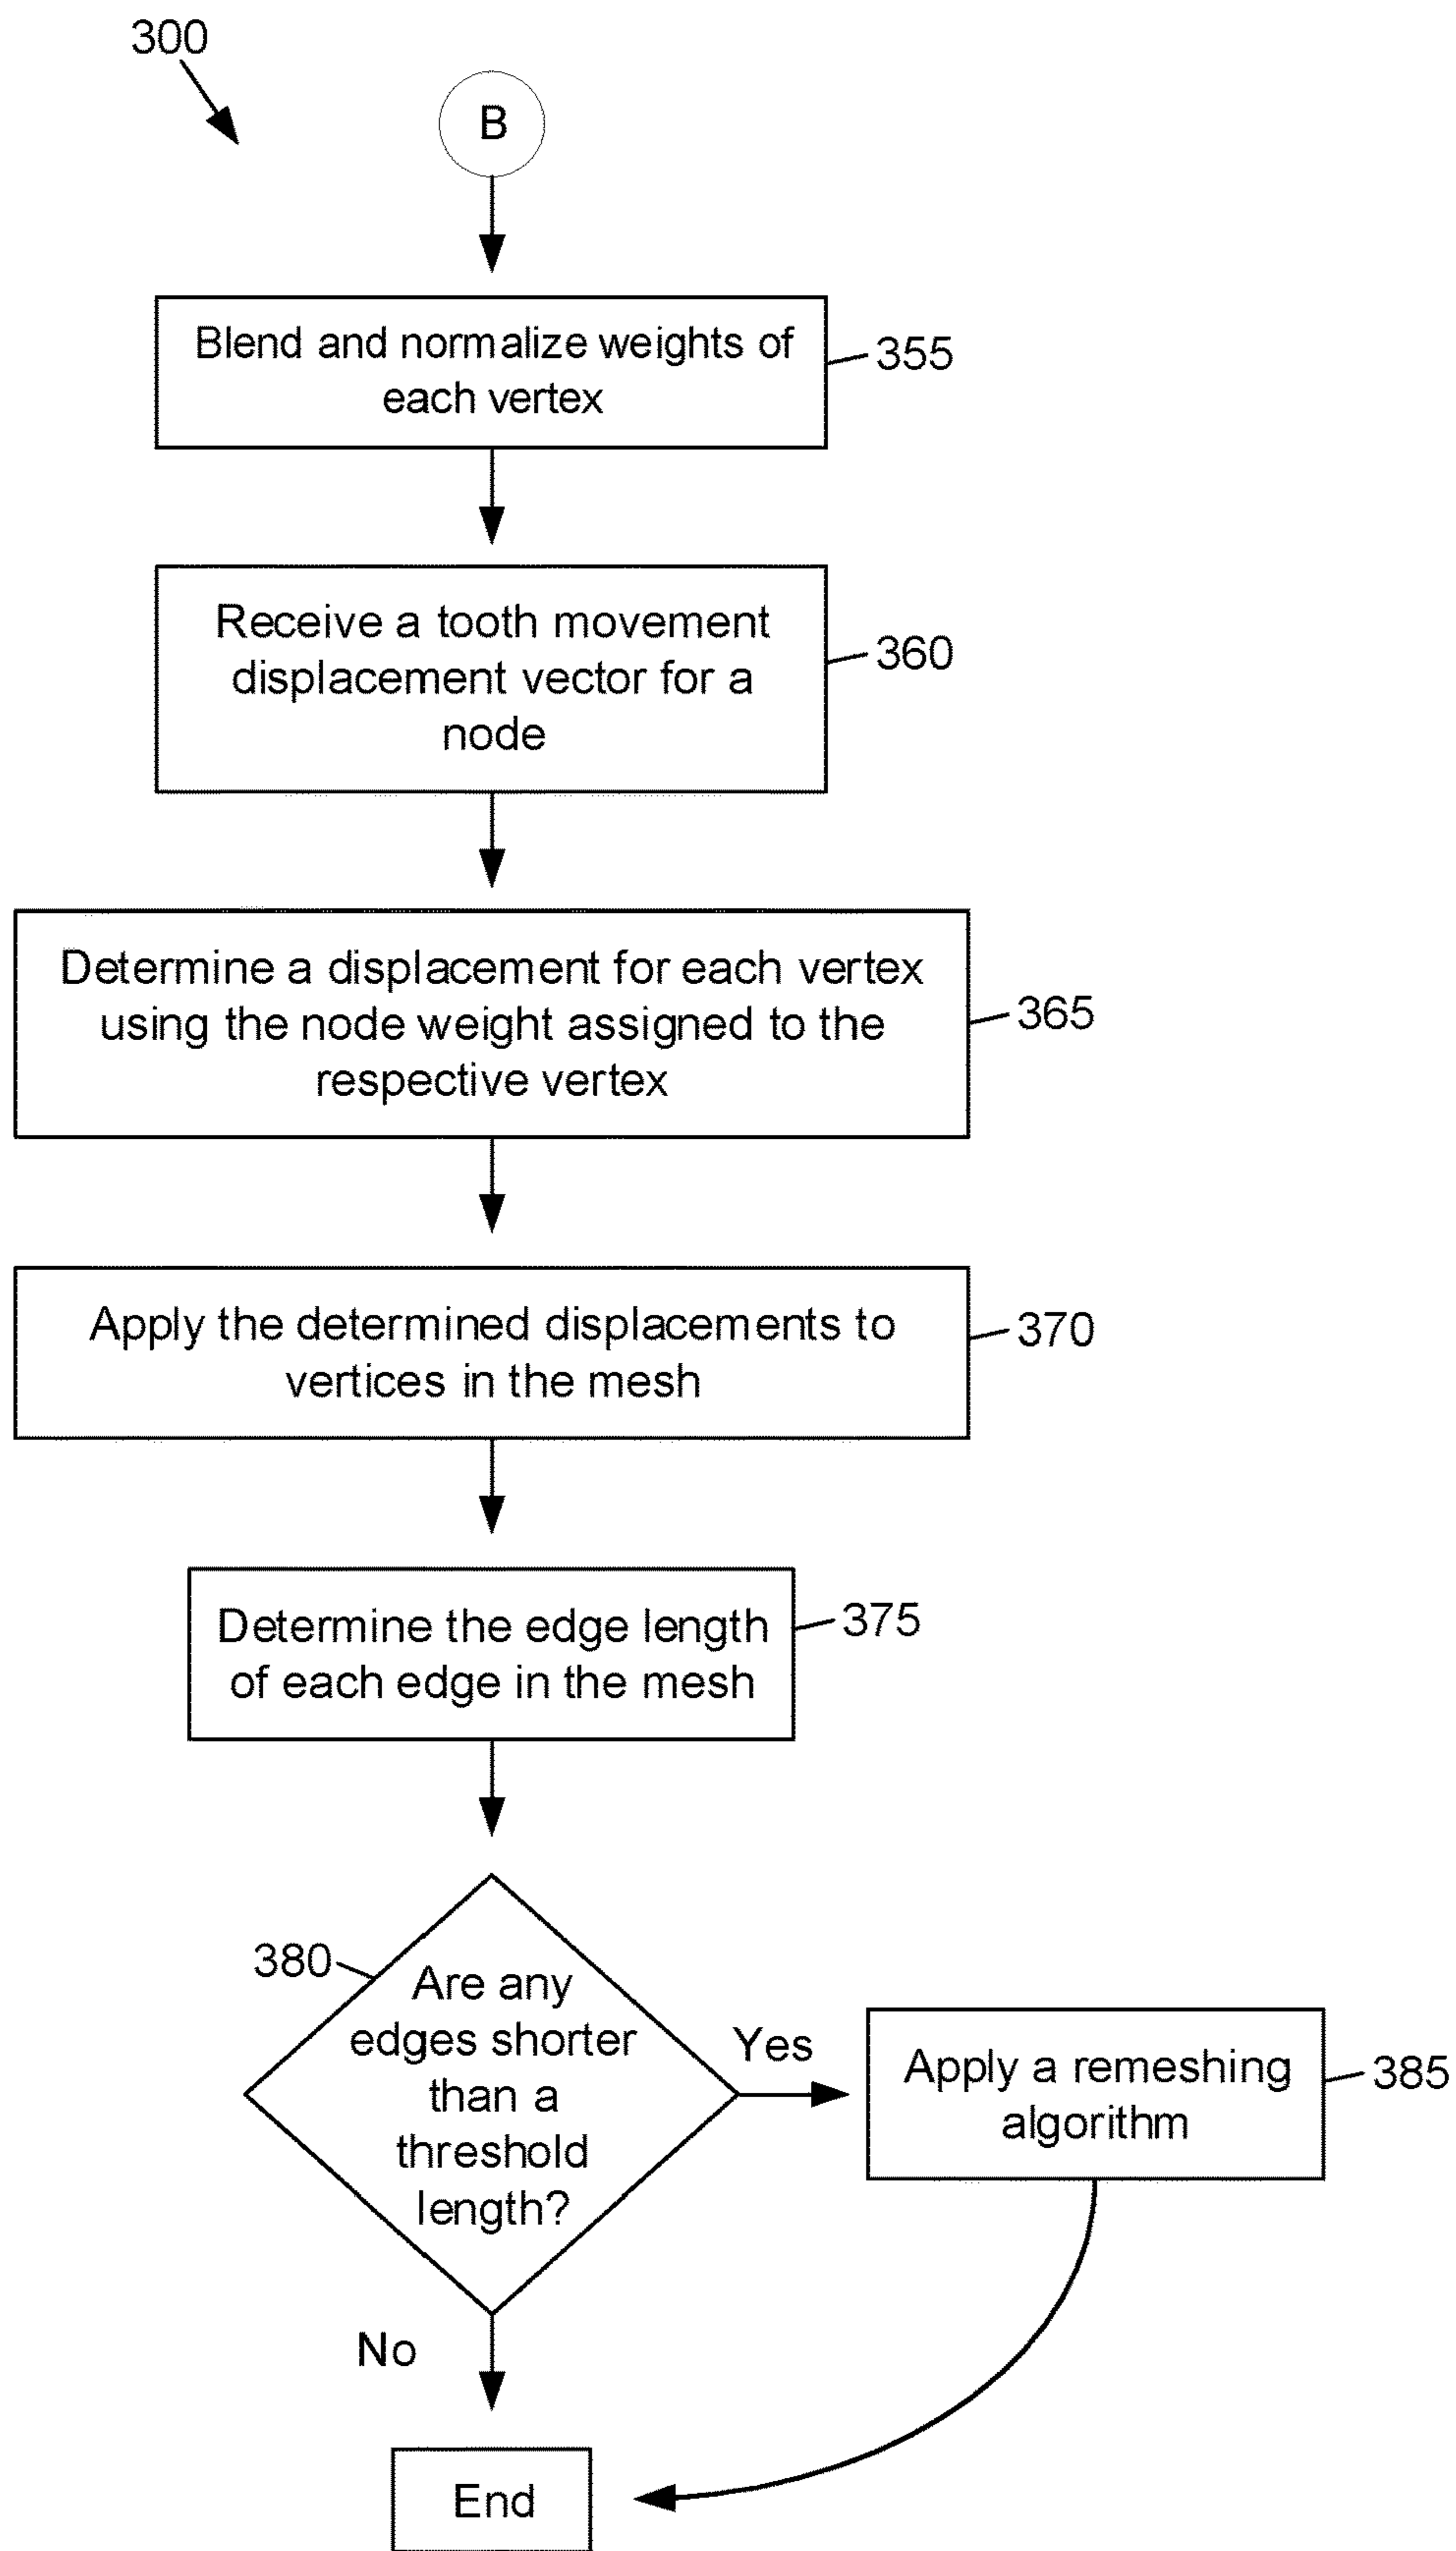 300
B
Blend and normalize weights of
each vertex
355
Receive a tooth movement
displacement vector for a
node
360
Determine a displacement for each vertex
using the node weight assigned to the
respective vertex
365
Apply the determined displacements to
vertices in the mesh
370
Determine the edge length
of each edge in the mesh
375
380
Are any
edges shorter
than a
threshold
length?
Yes
Apply a remeshing
algorithm
385
No
End